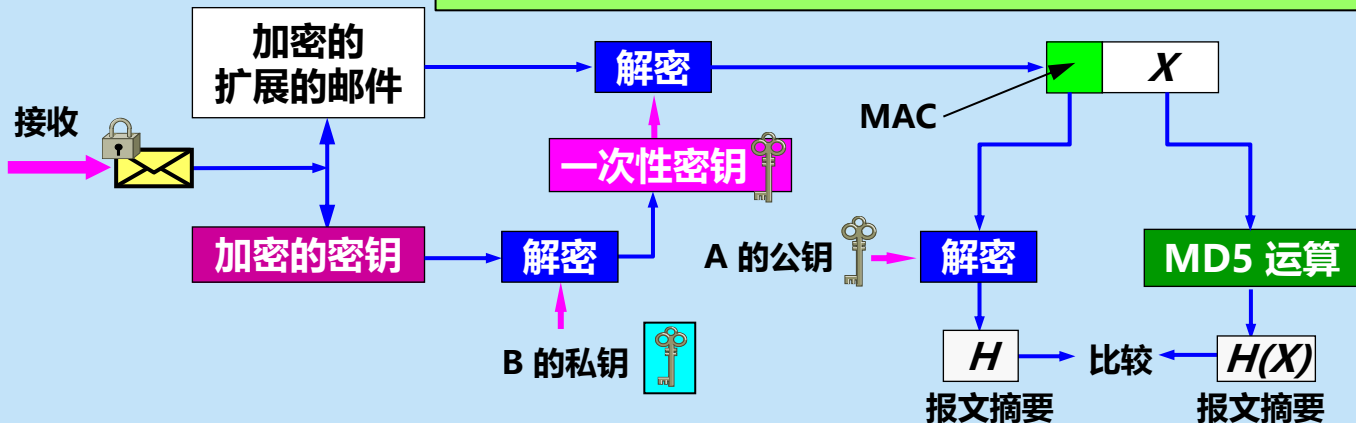 加密的
扩展的邮件
解密
X
MAC
接收
一次性密钥
加密的密钥
解密
A 的公钥
解密
MD5 运算
B 的私钥
H
比较
H(X)
报文摘要
报文摘要